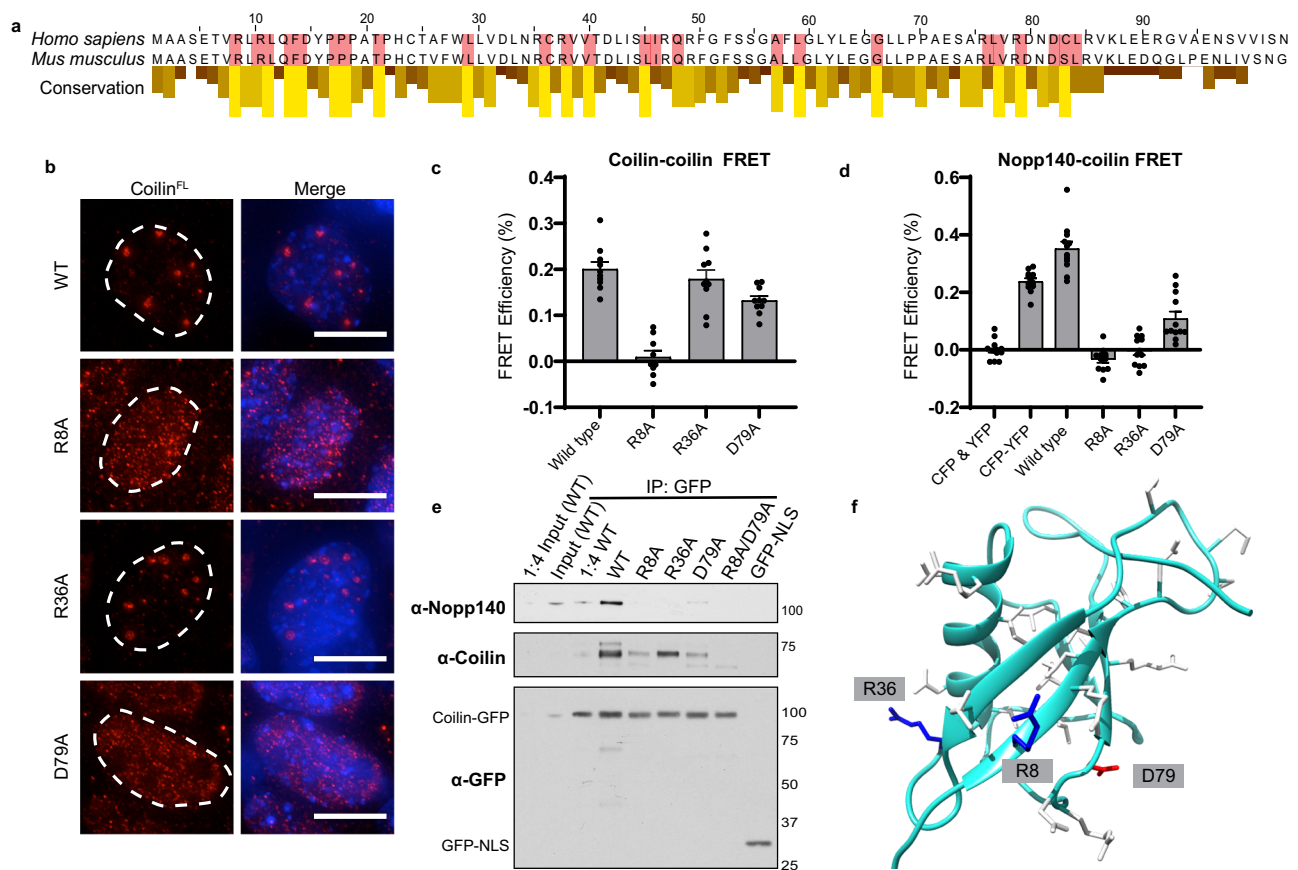 a
10 20 30 40 50 60 70 80 90
Homo sapiens MAASETVRLRLQFDYPPPATPHCTAFWLLVDLNRCRVVTDLISLIRQRFGFSSGAFLGLYLEGGLLPPAESARLVRDNDCLRVKLEERGVAENSVVISN
Mus musculus MAASETVRLRLQFDYPPPATPHCTVFWLLVDLNRCRVVTDLISLIRQRFGFSSGALLGLYLEGGLLPPAESARLVRDNDSLRVKLEDQGLPENLIVSNG
Conservation
b
Coilin^FL Merge
WT
R8A
R36A
D79A
c
Coilin-coilin FRET
FRET Efficiency (%)
0.4
0.3
0.2
0.1
0.0
-0.1
Wild type R8A R36A D79A
d
Nopp140-coilin FRET
FRET Efficiency (%)
0.6
0.4
0.2
0.0
-0.2
CFP & YFP CFP-YFP Wild type R8A R36A D79A
e
IP: GFP
1:4 Input (WT) Input (WT) 1:4 WT WT R8A R36A D79A R8A/D79A GFP-NLS
α-Nopp140 100
α-Coilin 75
Coilin-GFP 100
75
α-GFP 50
37
GFP-NLS 25
f
R36
R8
D79